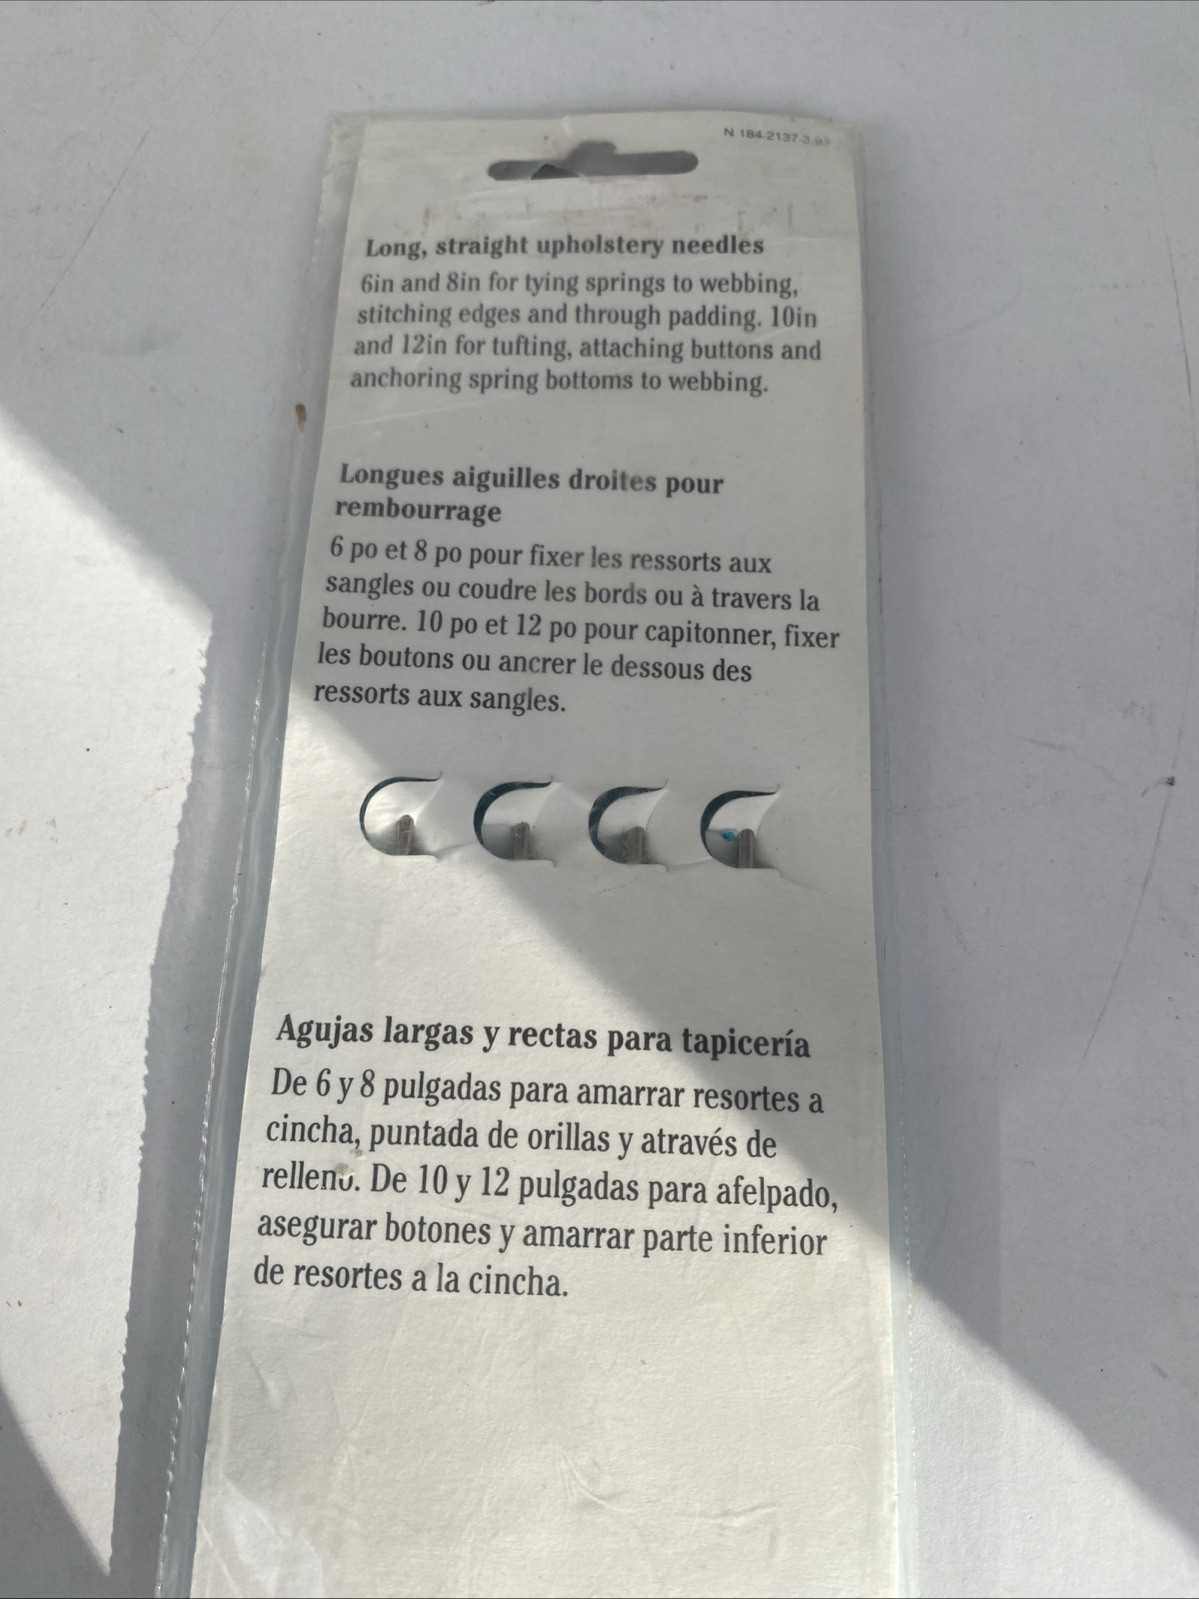 N 184-2137-3
Long, straight upholstery needles
6in and 8in for tying springs to webbing,
stitching edges and through padding. 10in
and 12in for tufting, attaching buttons and
anchoring spring bottoms to webbing.
Longues aiguilles droites pour
rembourrage
6 po et 8 po pour fixer les ressorts aux
sangles ou coudre les bords ou à travers la
bourre. 10 po et 12 po pour capitonner, fixer
les boutons ou ancrer le dessous des
ressorts aux sangles.
Agujas largas y rectas para tapicería
De 6 y 8 pulgadas para amarrar resortes a
cincha, puntada de orillas y através de
relleno. De 10 y 12 pulgadas para afelpado,
asegurar botones y amarrar parte inferior
de resortes a la cincha.